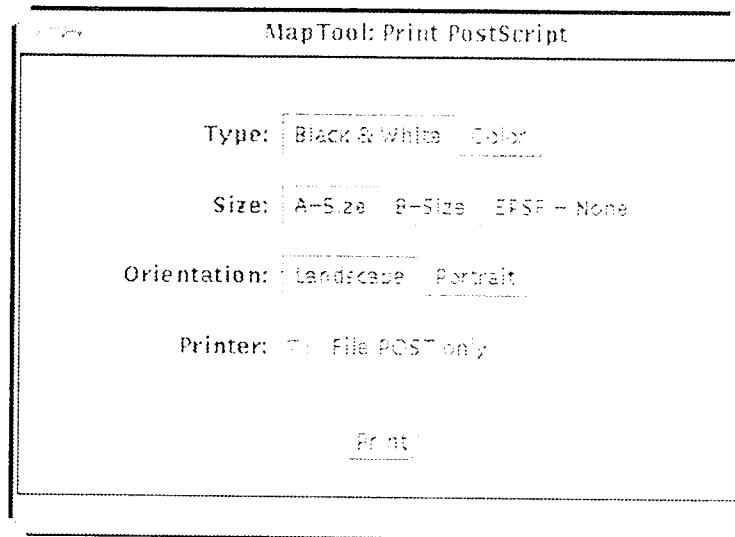 MapTool: Print PostScript
Type: Black & White Color
Size: A-Size B-Size EPSF - None
Orientation: Landscape Portrait
Printer: File POST only
Print